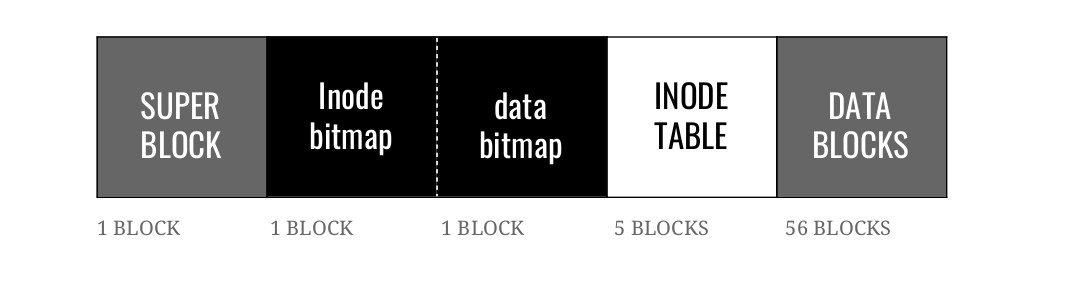 SUPER
BLOCK
Inode
bitmap
data
bitmap
INODE
TABLE
DATA
BLOCKS
1 BLOCK
1 BLOCK
1 BLOCK
5 BLOCKS
56 BLOCKS